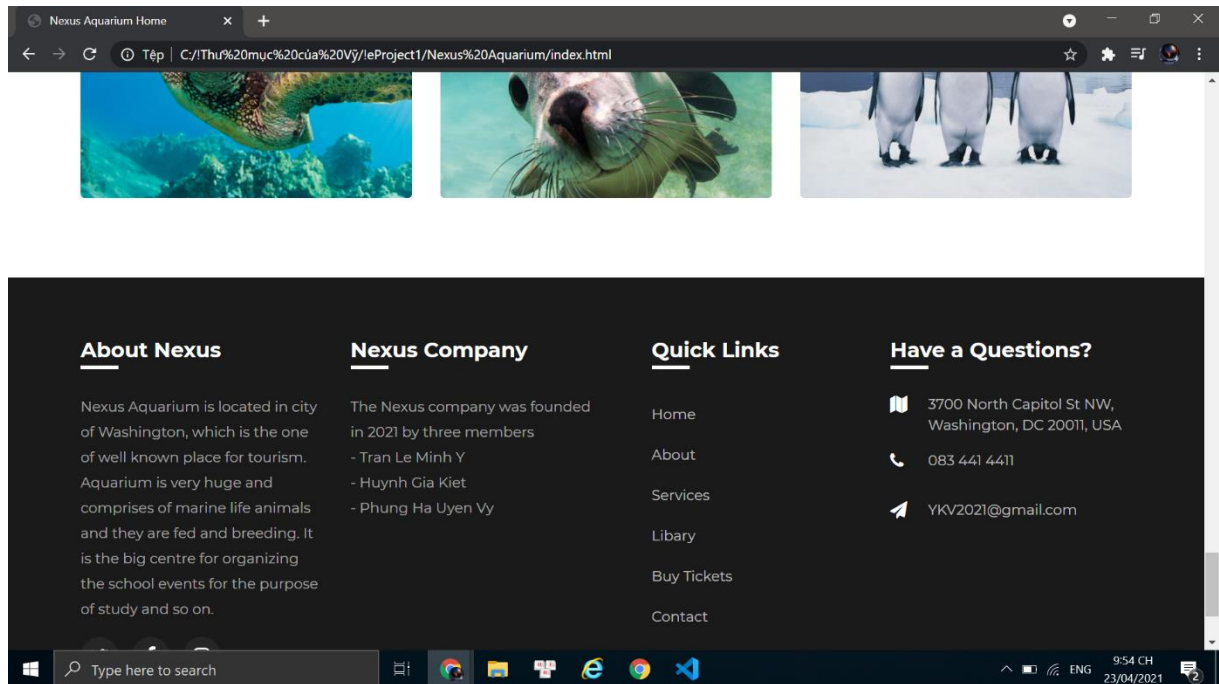 Nexus Aquarium Home
Tệp | C:/!Thư%20mục%20của%20Vỹ/!eProject1/Nexus%20Aquarium/index.html
About Nexus
Nexus Aquarium is located in city
of Washington, which is the one
of well known place for tourism.
Aquarium is very huge and
comprises of marine life animals
and they are fed and breeding. It
is the big centre for organizing
the school events for the purpose
of study and so on.
Nexus Company
The Nexus company was founded
in 2021 by three members
- Tran Le Minh Y
- Huynh Gia Kiet
- Phung Ha Uyen Vy
Quick Links
Home
About
Services
Libary
Buy Tickets
Contact
Have a Questions?
3700 North Capitol St NW,
Washington, DC 20011, USA
083 441 4411
YKV2021@gmail.com
Type here to search
ENG
9:54 CH
23/04/2021
2